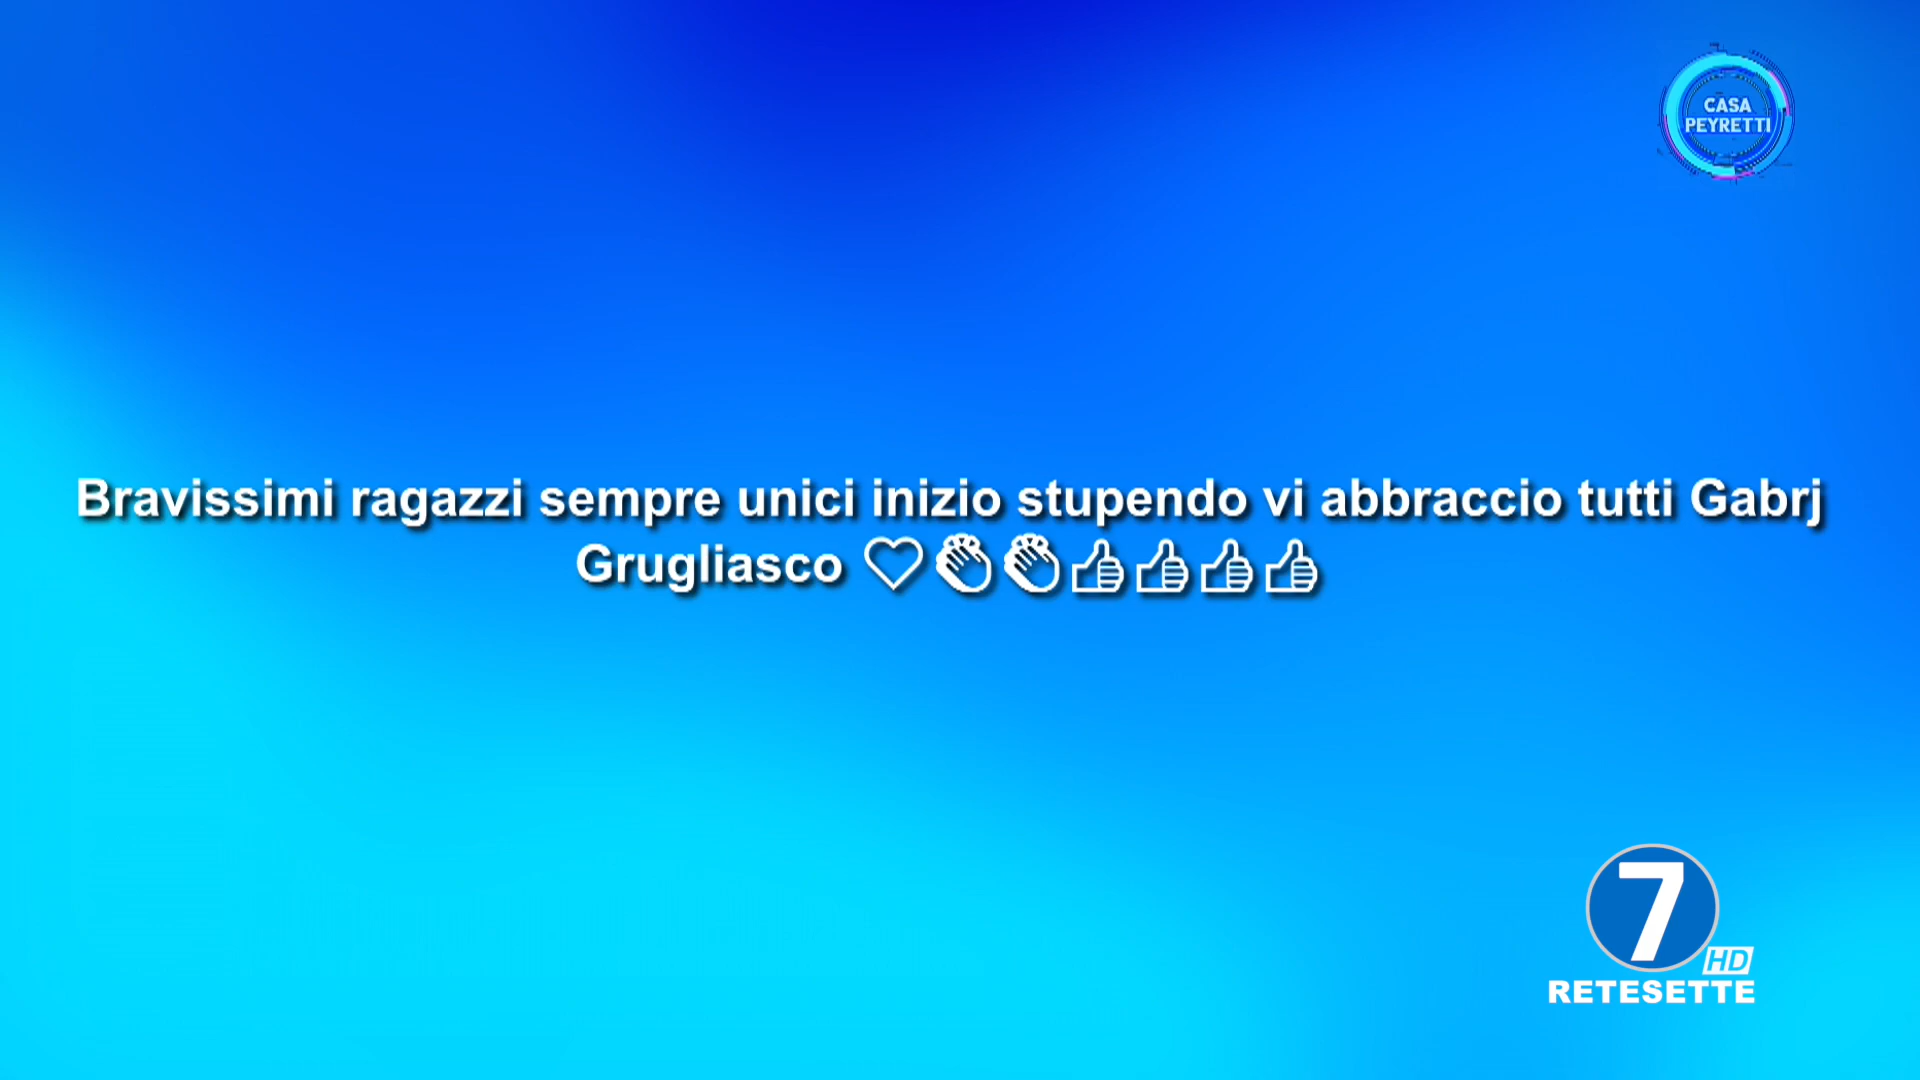 CASA
PEYRETTI
Bravissimi ragazzi sempre unici inizio stupendo vi abbraccio tutti Gabrj
Grugliasco ♡👏👏👍👍👍👍
7
HD
RETESETTE